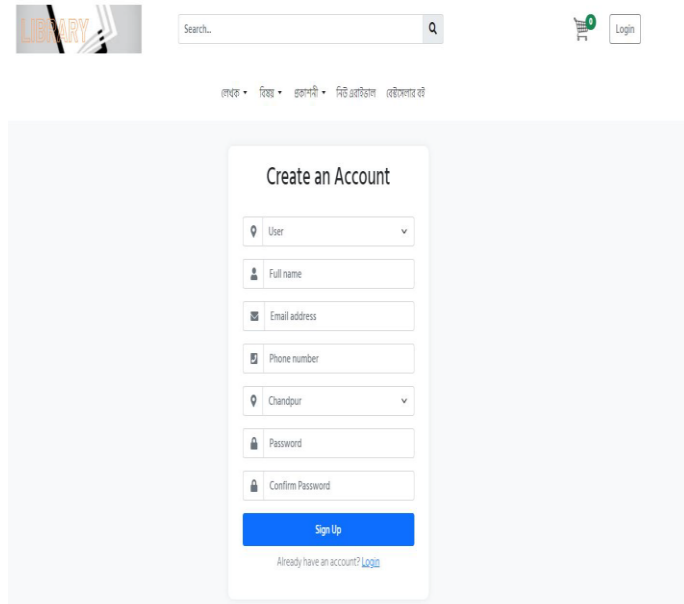 LIBRARY
Search..
0
Login
লেখক বিষয় প্রকাশনী নিউ এরাইভাল বেস্টসেলার বই
Create an Account
User
Full name
Email address
Phone number
Chandpur
Password
Confirm Password
Sign Up
Already have an account? Login